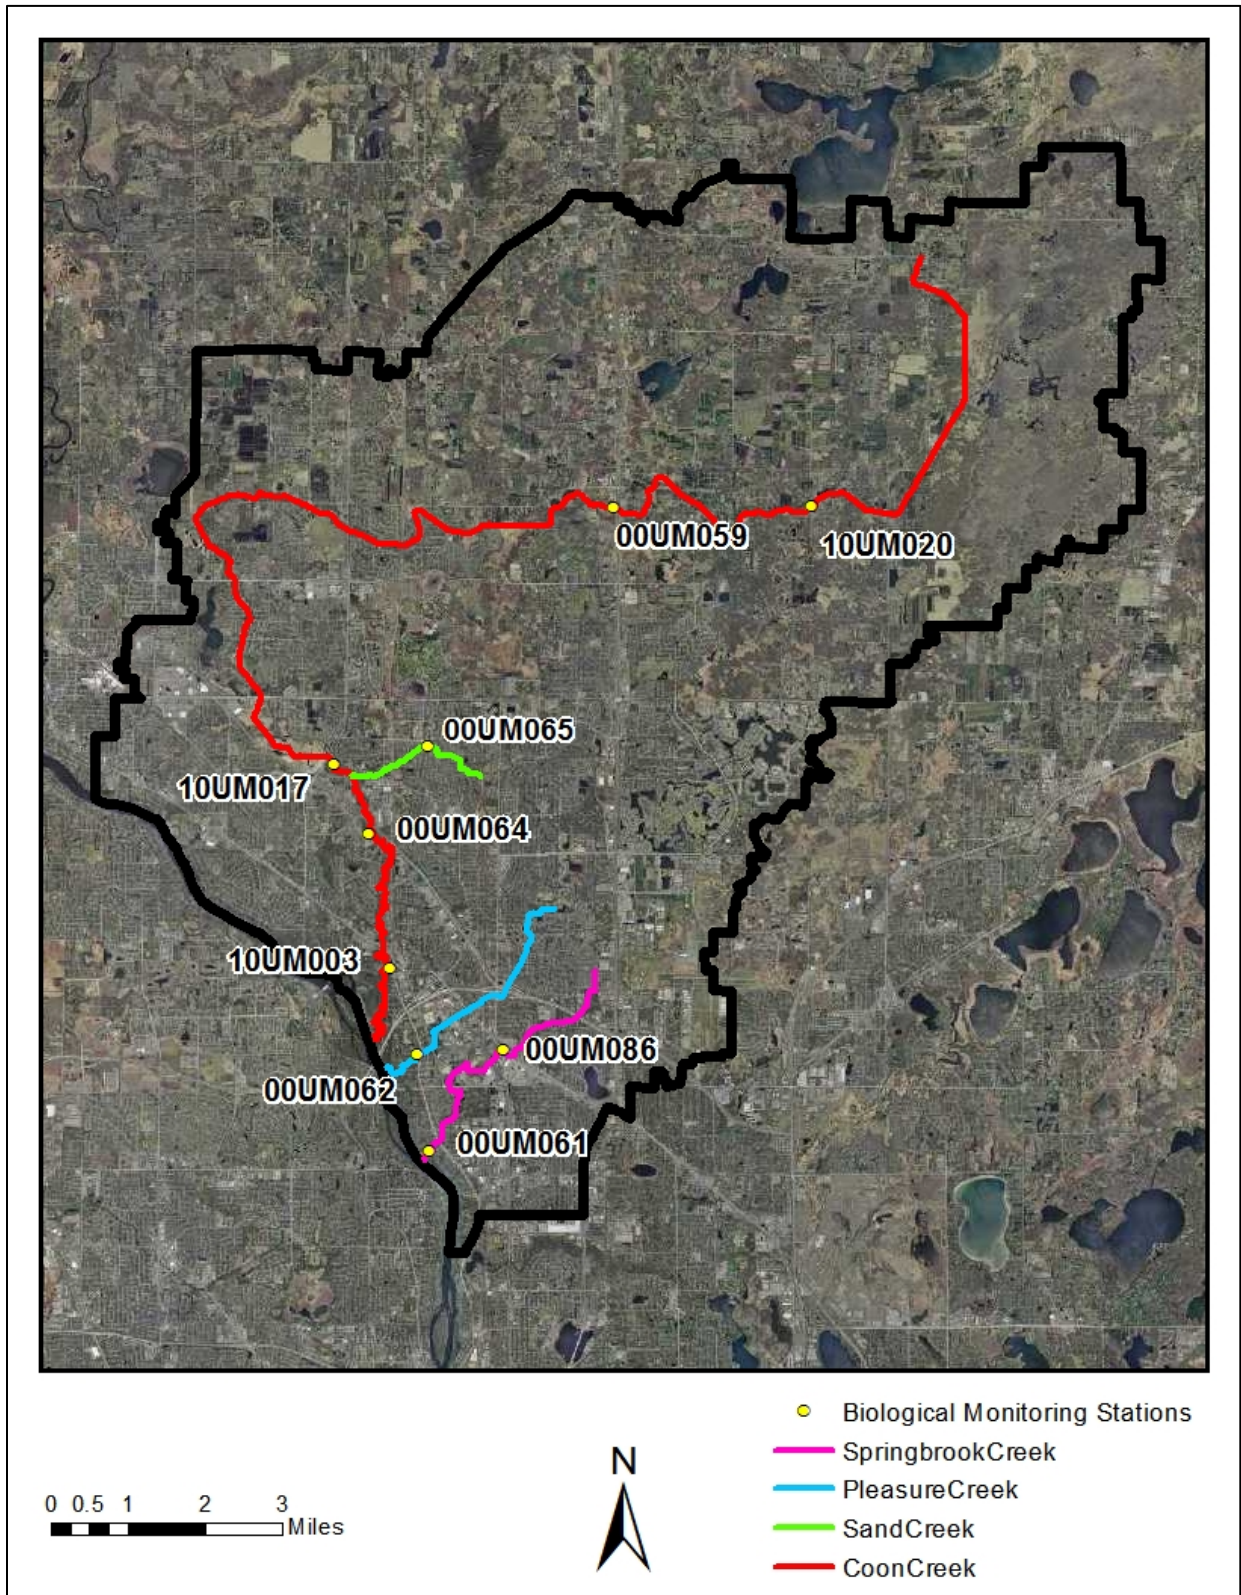 00UM059
10UM020
00UM065
10UM017
00UM064
10UM003
00UM086
00UM062
00UM061
Biological Monitoring Stations
SpringbrookCreek
PleasureCreek
SandCreek
CoonCreek
N
0 0.5 1 2 3
Miles